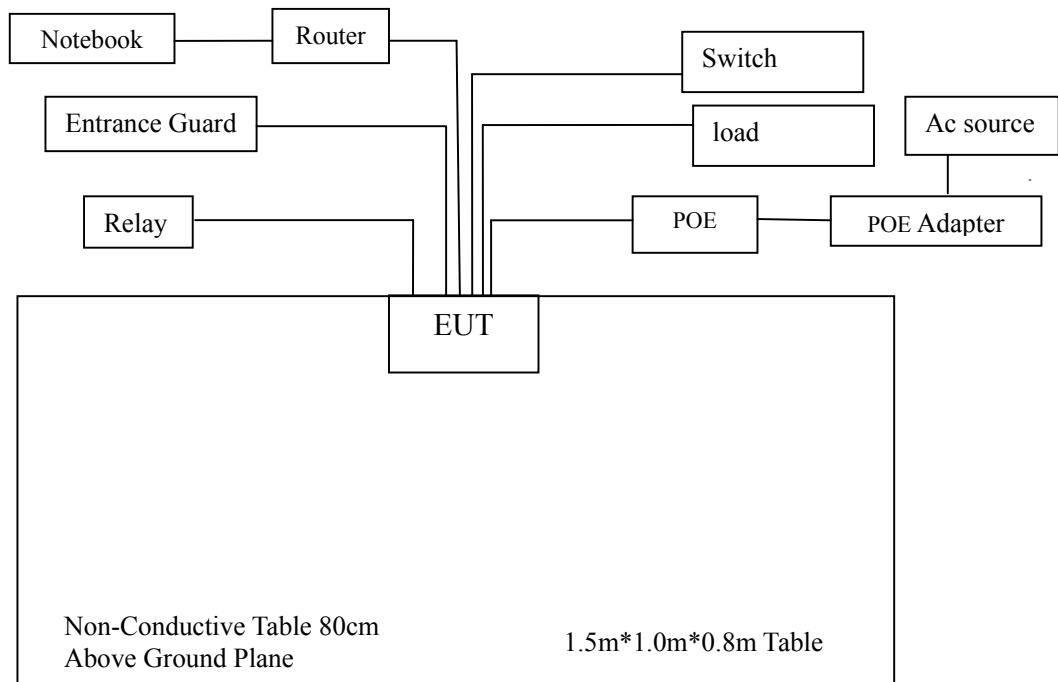 Notebook
Router
Switch
Entrance Guard
load
Ac source
Relay
POE
POE Adapter
EUT
Non-Conductive Table 80cm
Above Ground Plane
1.5m*1.0m*0.8m Table